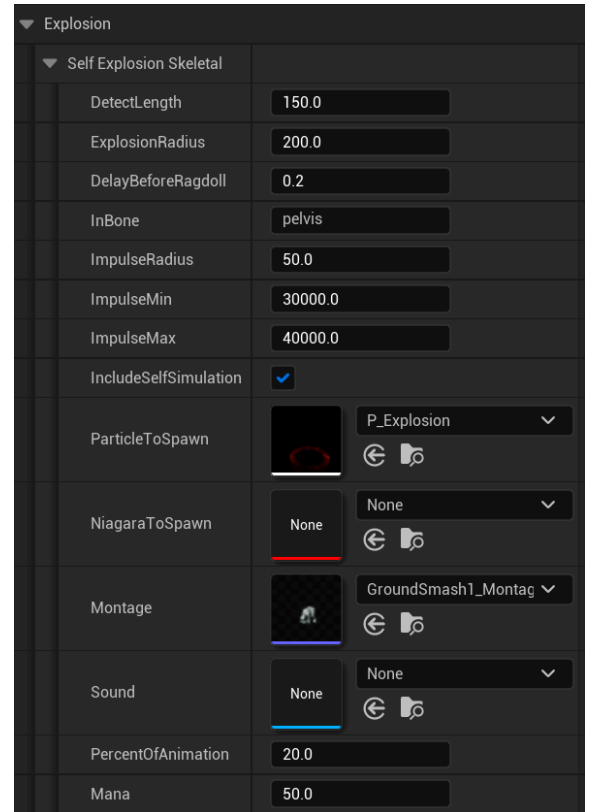 Explosion
Self Explosion Skeletal
DetectLength 150.0
ExplosionRadius 200.0
DelayBeforeRagdoll 0.2
InBone pelvis
ImpulseRadius 50.0
ImpulseMin 30000.0
ImpulseMax 40000.0
IncludeSelfSimulation
ParticleToSpawn P_Explosion
NiagaraToSpawn None None
Montage GroundSmash1_Montag
Sound None None
PercentOfAnimation 20.0
Mana 50.0